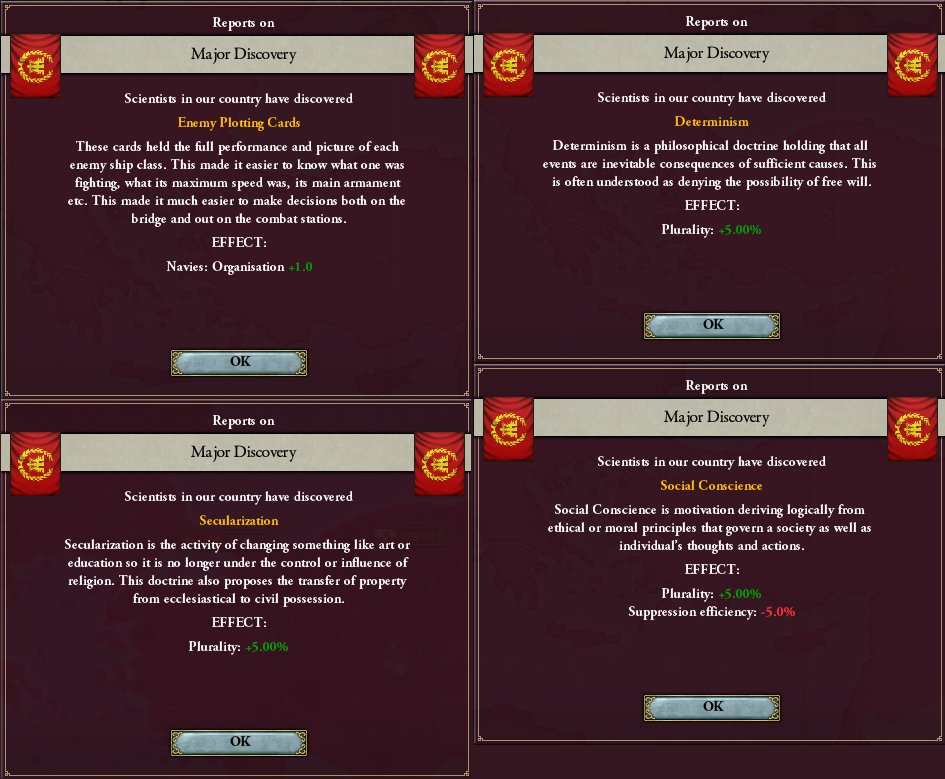 Reports on
Major Discovery
Scientists in our country have discovered
Enemy Plotting Cards
These cards held the full performance and picture of each
enemy ship class. This made it easier to know what one was
fighting, what its maximum speed was, its main armament
etc. This made it much easier to make decisions both on the
bridge and out on the combat stations.
EFFECT:
Navies: Organisation +1.0
OK
Reports on
Major Discovery
Scientists in our country have discovered
Determinism
Determinism is a philosophical doctrine holding that all
events are inevitable consequences of sufficient causes. This
is often understood as denying the possibility of free will.
EFFECT:
Plurality: +5.00%
OK
Reports on
Major Discovery
Scientists in our country have discovered
Secularization
Secularization is the activity of changing something like art or
education so it is no longer under the control or influence of
religion. This doctrine also proposes the transfer of property
from ecclesiastical to civil possession.
EFFECT:
Plurality: +5.00%
OK
Reports on
Major Discovery
Scientists in our country have discovered
Social Conscience
Social Conscience is motivation deriving logically from
ethical or moral principles that govern a society as well as
individual's thoughts and actions.
EFFECT:
Plurality: +5.00%
Suppression efficiency: -5.0%
OK